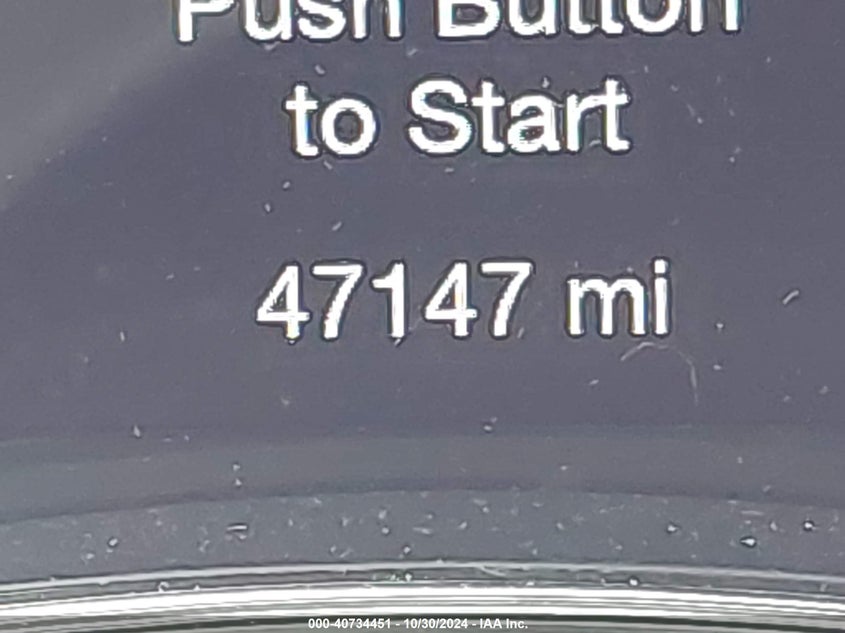 Push Button
to Start
47147 mi
000-40734451 - 10/30/2024 - IAA Inc.